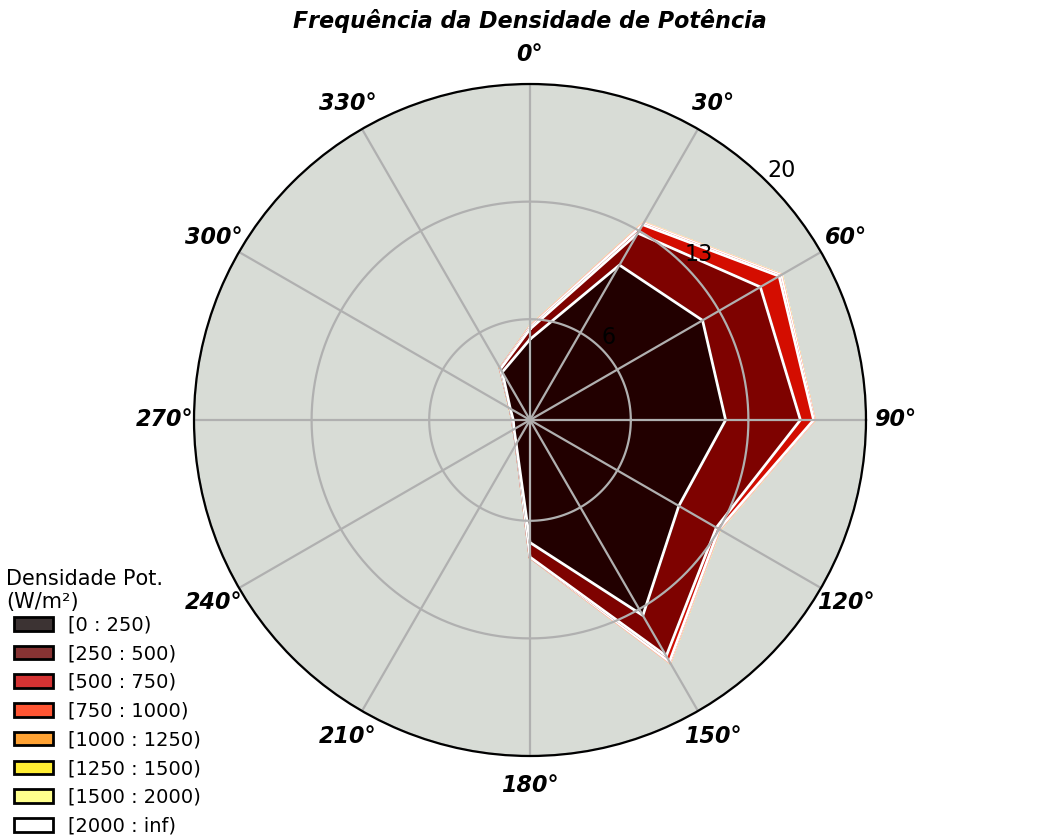 Frequência da Densidade de Potência
0°
330°
30°
20
300°
60°
13
6
270°
90°
Densidade Pot.
(W/m²)
240°
120°
[0 : 250)
[250 : 500)
[500 : 750)
[750 : 1000)
210°
150°
[1000 : 1250)
[1250 : 1500)
180°
[1500 : 2000)
[2000 : inf)